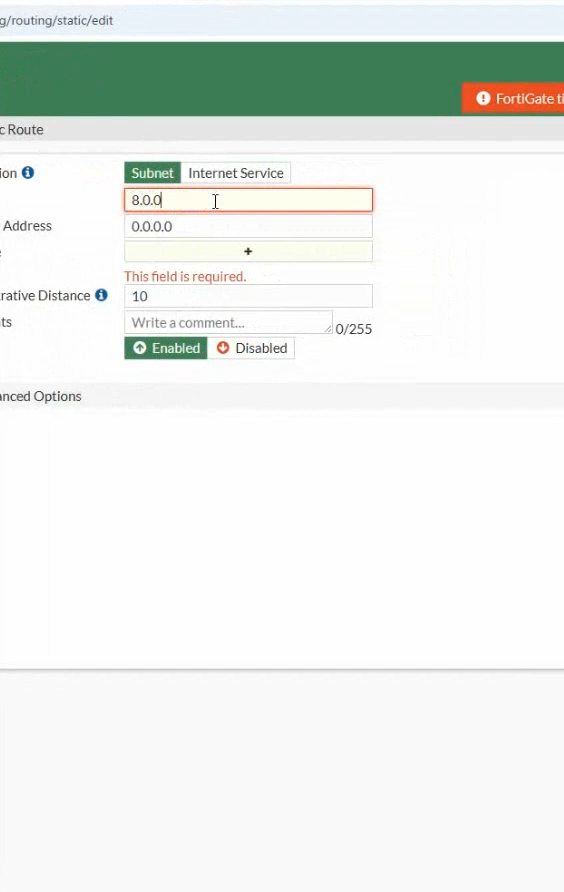 g/routing/static/edit
FortiGate ti
c Route
ion
Subnet Internet Service
8.0.0
Address 0.0.0.0
e +
This field is required.
rative Distance 10
ts Write a comment... 0/255
Enabled Disabled
nced Options